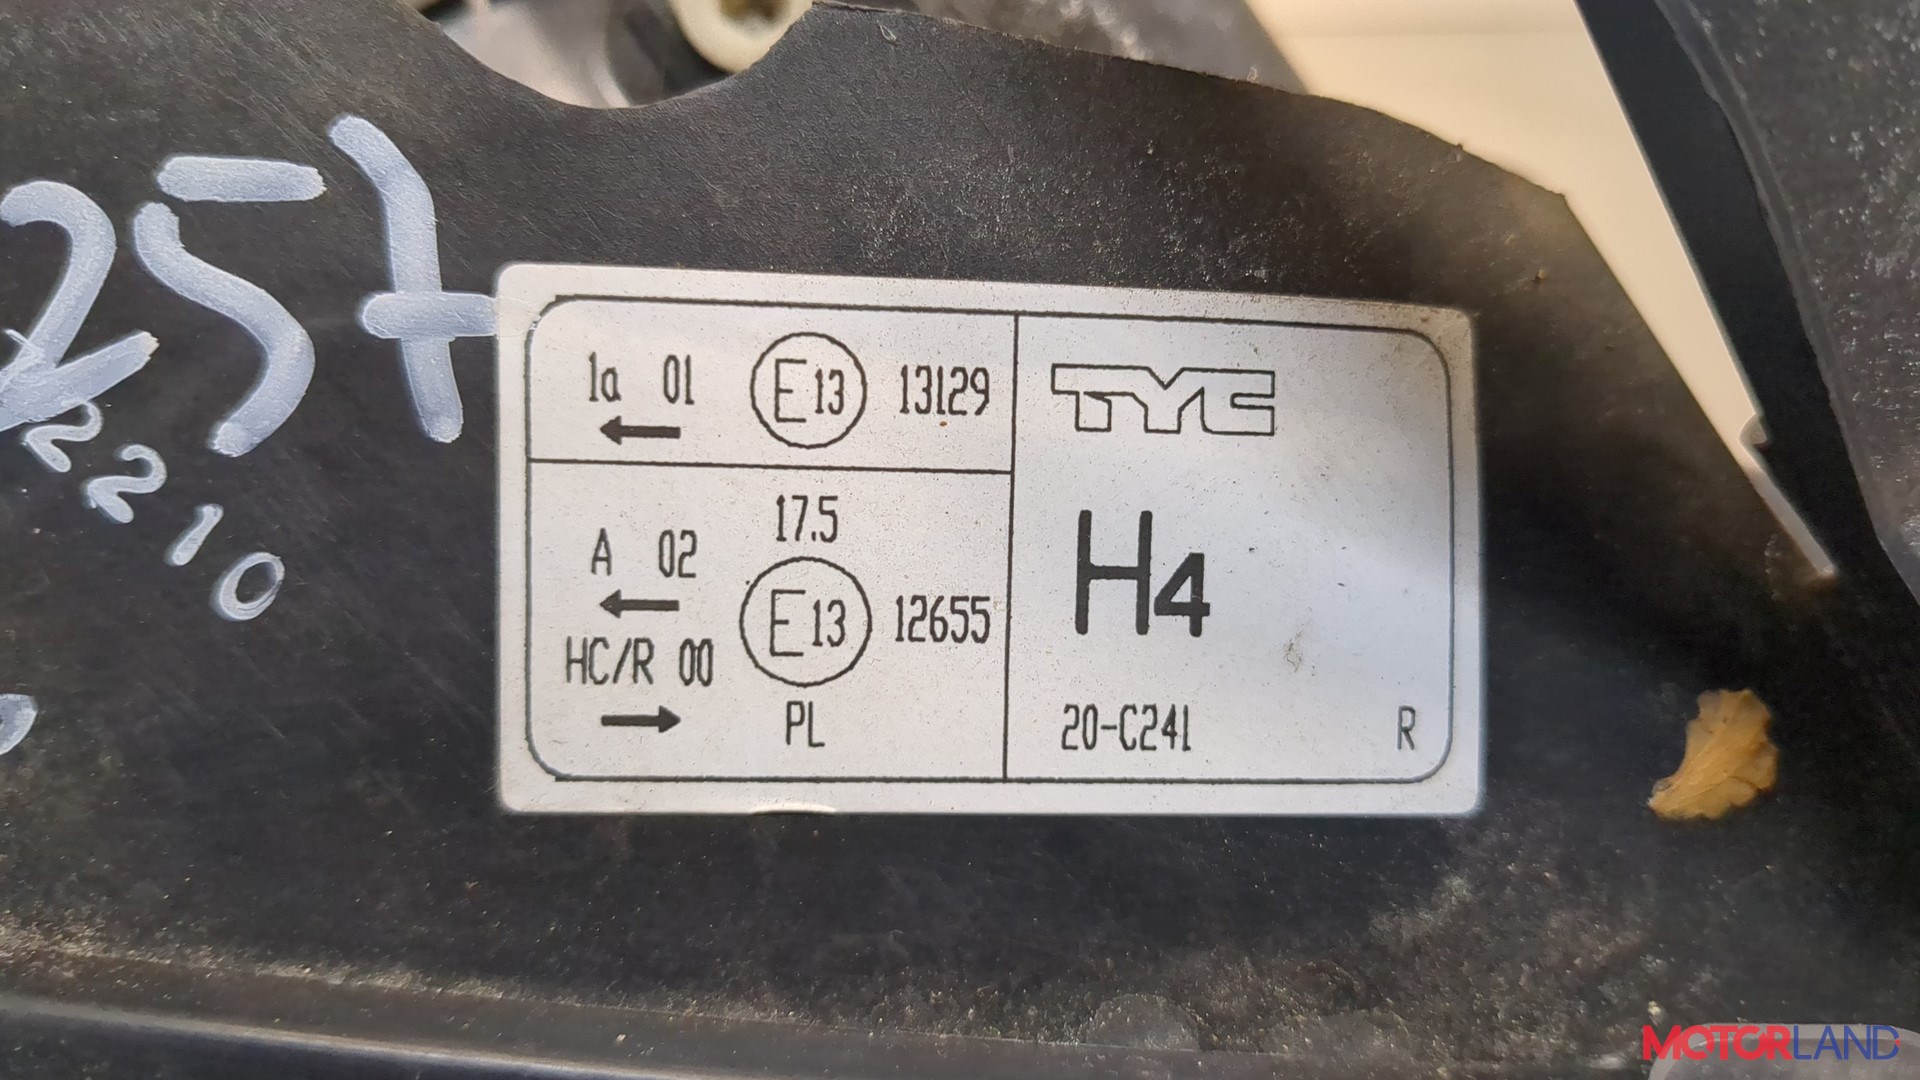 257
2210
1a 01 E13 13129
←
17.5
A 02
←
E13 12655
HC/R 00
→
PL
TYC
H4
20-C241 R
MOTORLAND